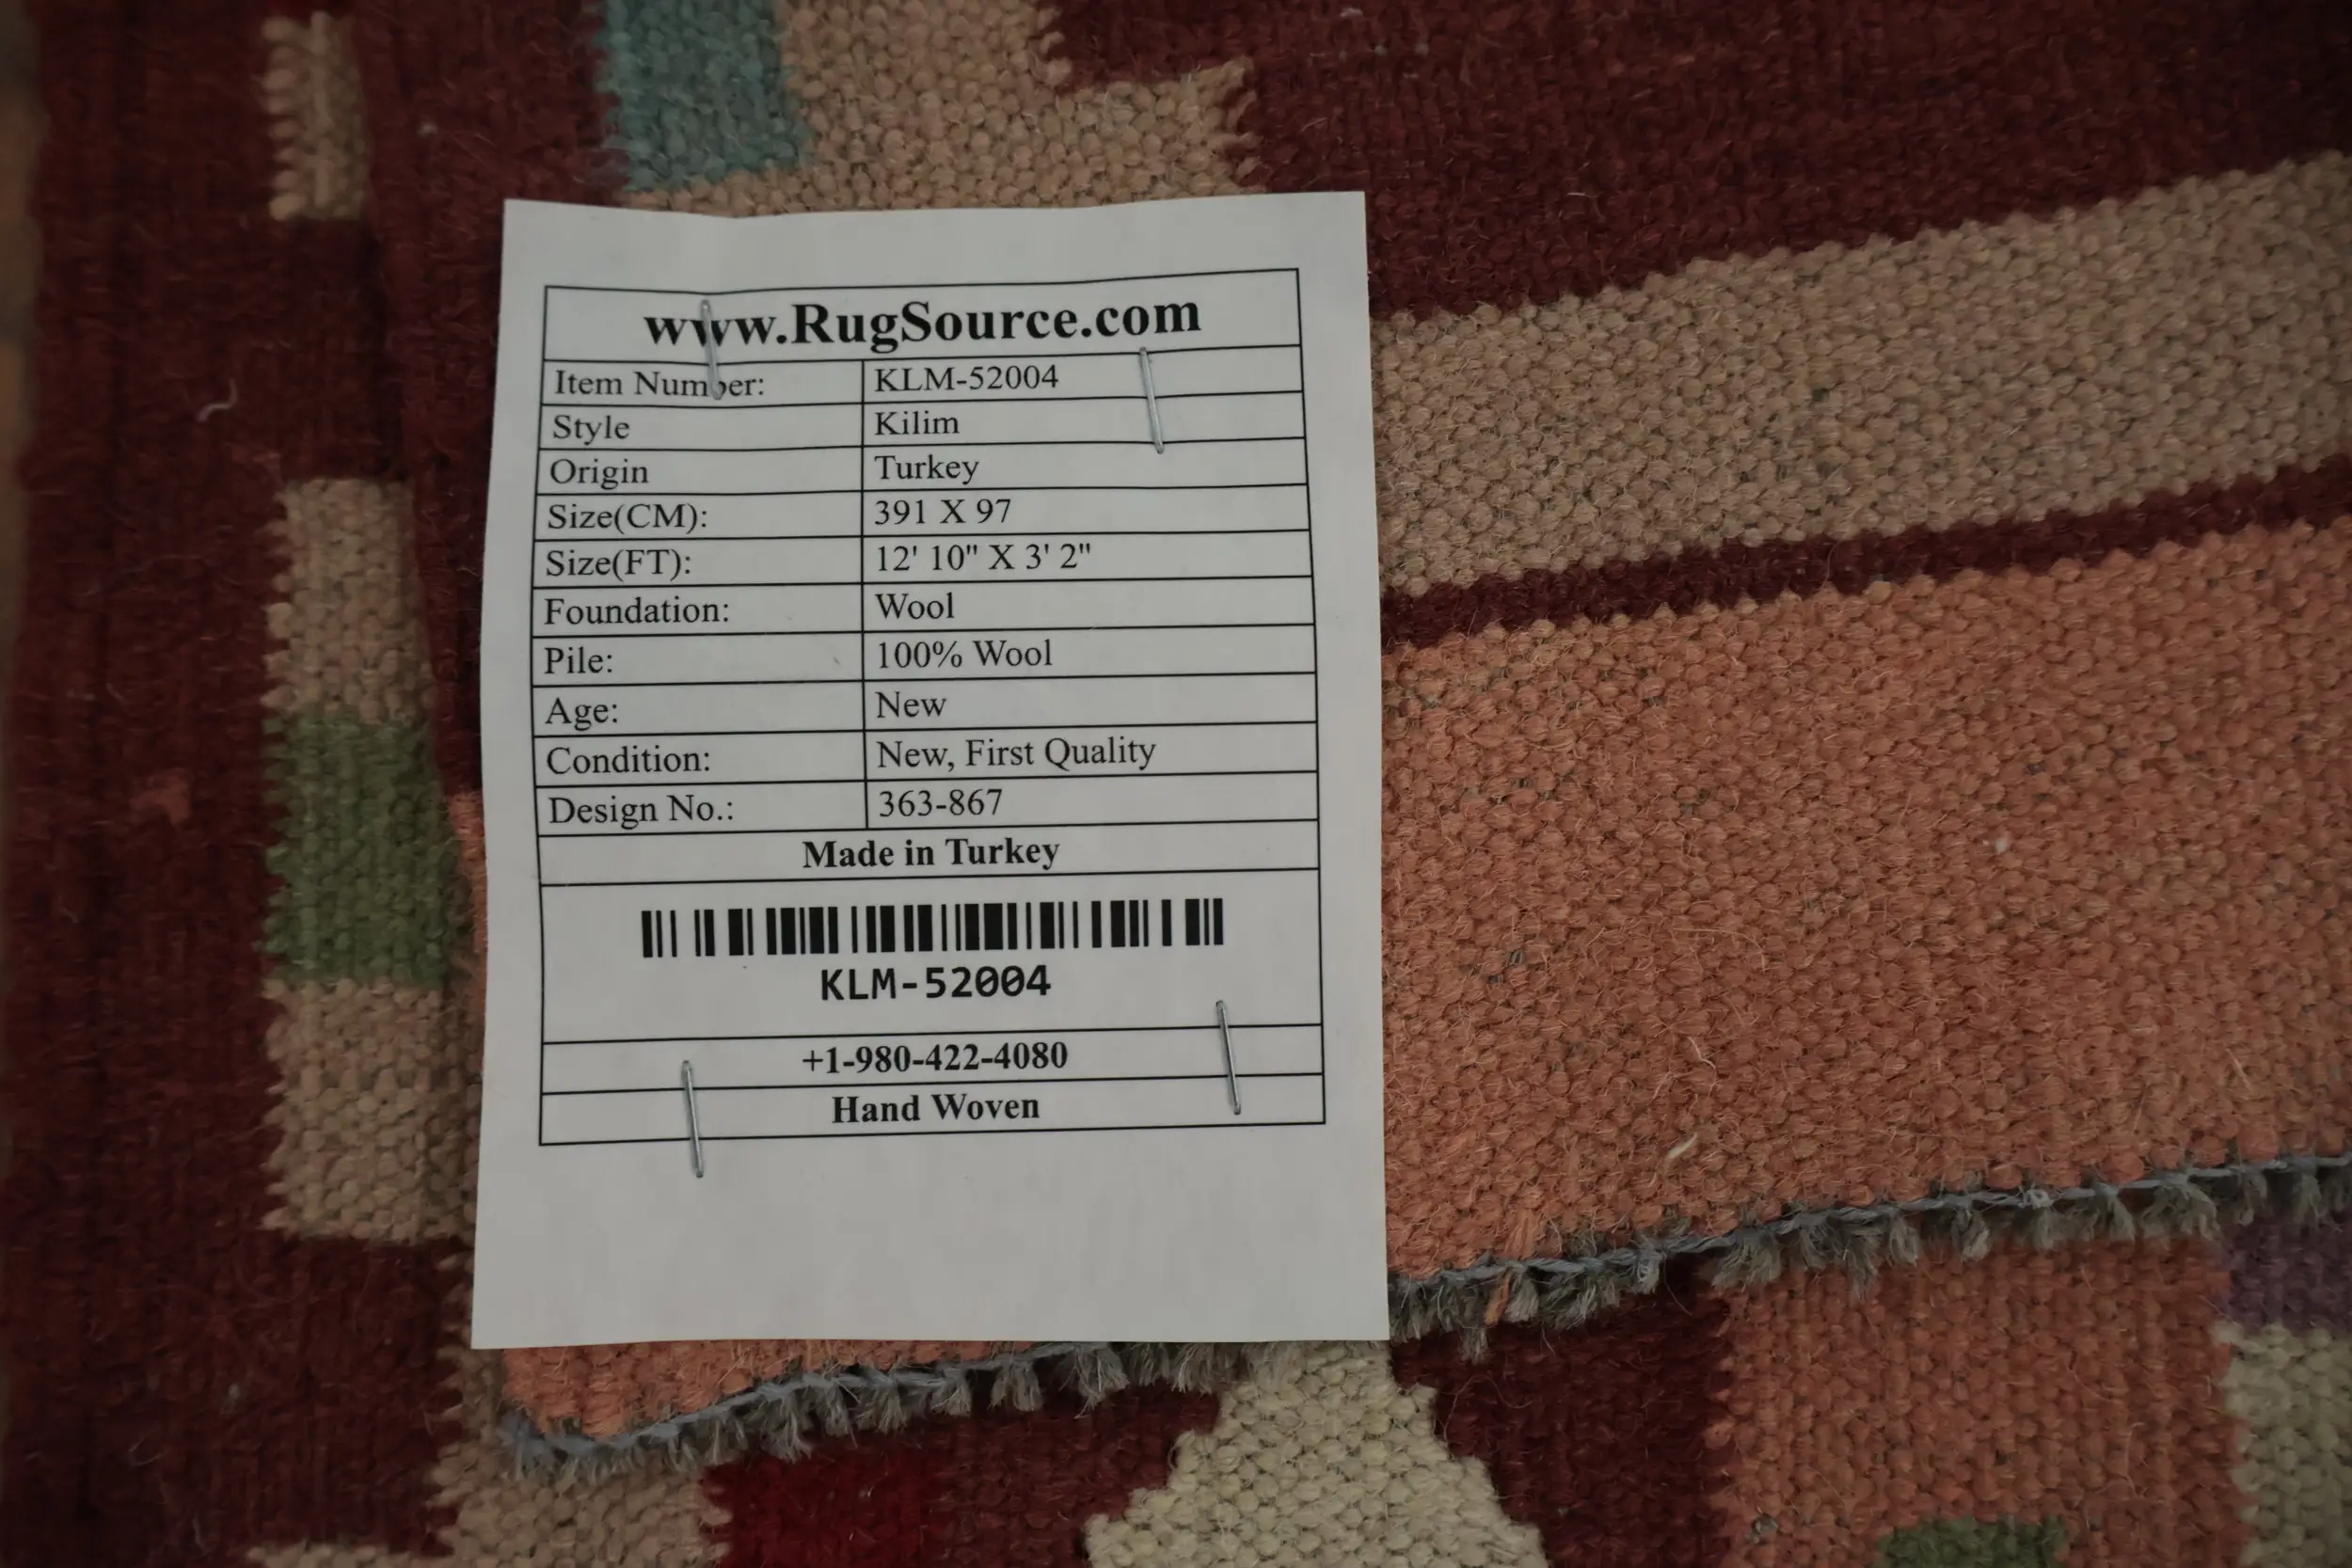 www.RugSource.com
Item Number: KLM-52004
Style Kilim
Origin Turkey
Size(CM): 391 X 97
Size(FT): 12' 10" X 3' 2"
Foundation: Wool
Pile: 100% Wool
Age: New
Condition: New, First Quality
Design No.: 363-867
Made in Turkey
KLM-52004
+1-980-422-4080
Hand Woven